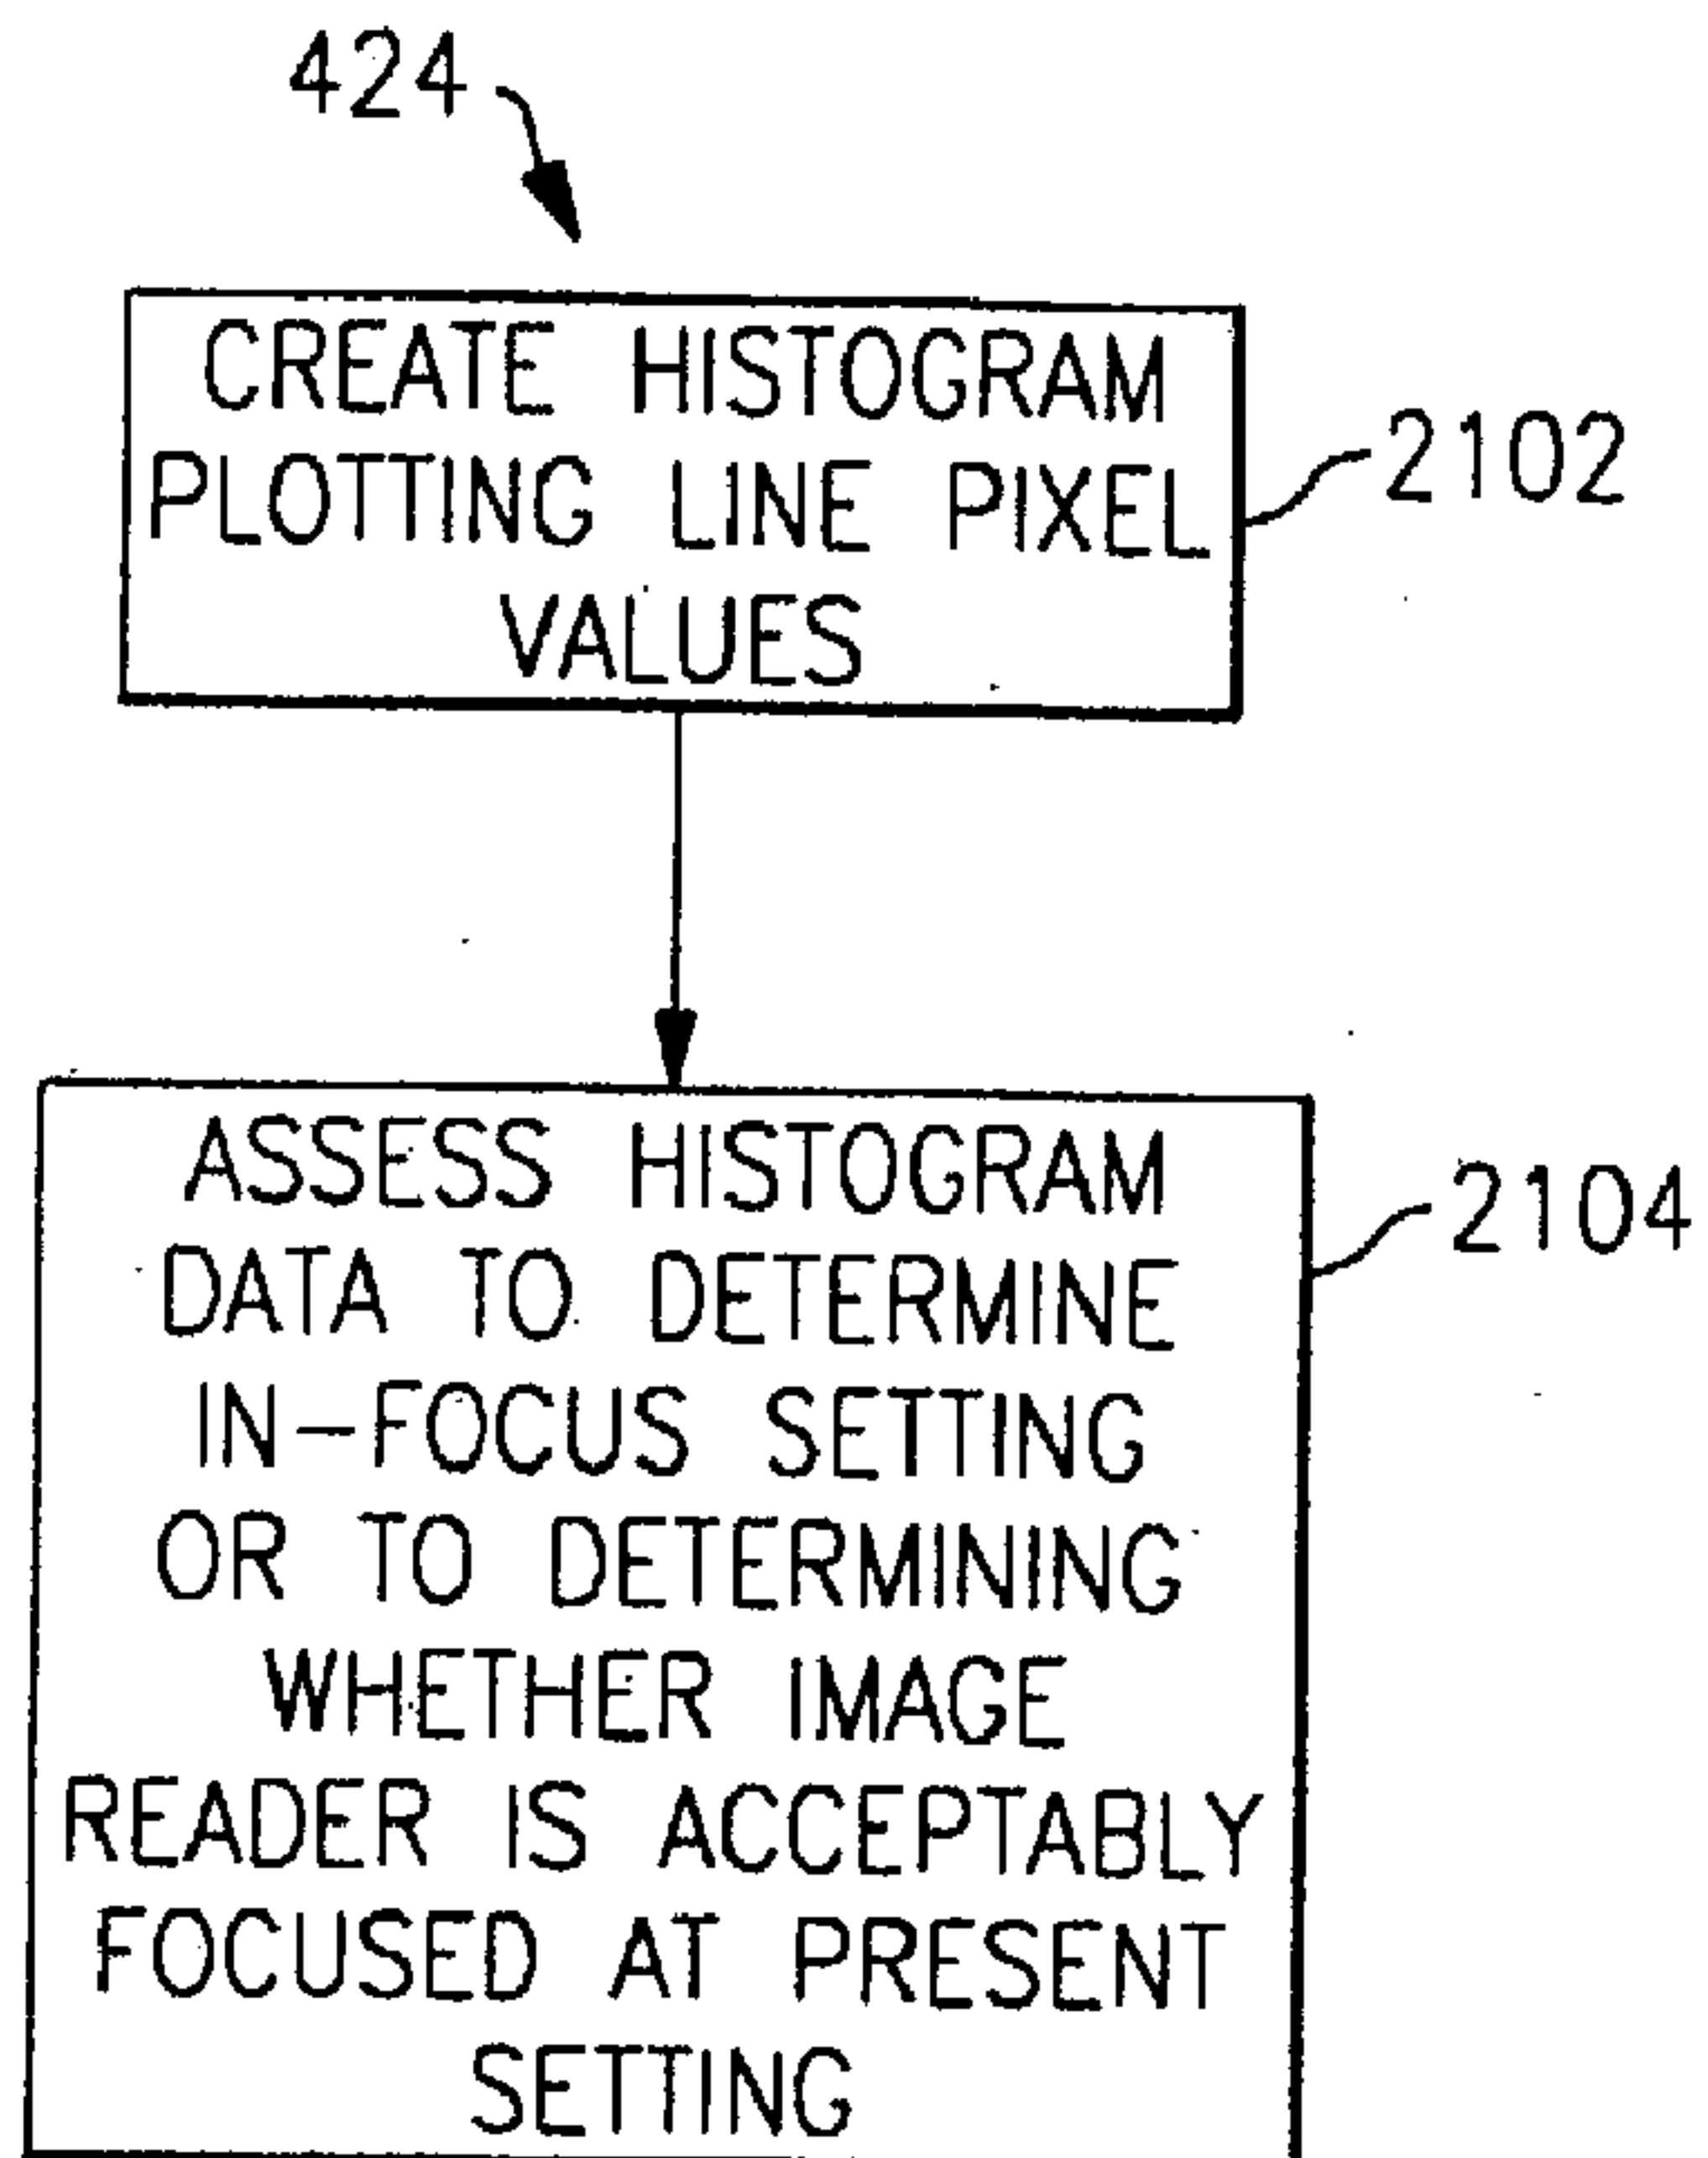 424
CREATE HISTOGRAM
PLOTTING LINE PIXEL
VALUES
2102
ASSESS HISTOGRAM
DATA TO DETERMINE
IN-FOCUS SETTING
OR TO DETERMINING
WHETHER IMAGE
READER IS ACCEPTABLY
FOCUSED AT PRESENT
SETTING
2104